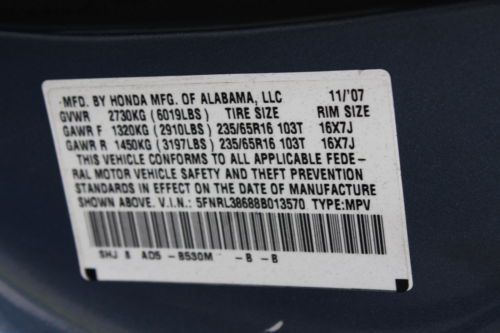 MFD. BY HONDA MFG. OF ALABAMA, LLC 11/'07
GVWR 2730KG (6019LBS) TIRE SIZE RIM SIZE
GAWR F 1320KG (2910LBS) 235/65R16 103T 16X7J
GAWR R 1450KG (3197LBS) 235/65R16 103T 16X7J
THIS VEHICLE CONFORMS TO ALL APPLICABLE FEDE-
RAL MOTOR VEHICLE SAFETY AND THEFT PREVENTION
STANDARDS IN EFFECT ON THE DATE OF MANUFACTURE
SHOWN ABOVE. V.I.N.: 5FNRL38688B013570 TYPE:MPV
SHJ 8 AD5 -B530M -B -B